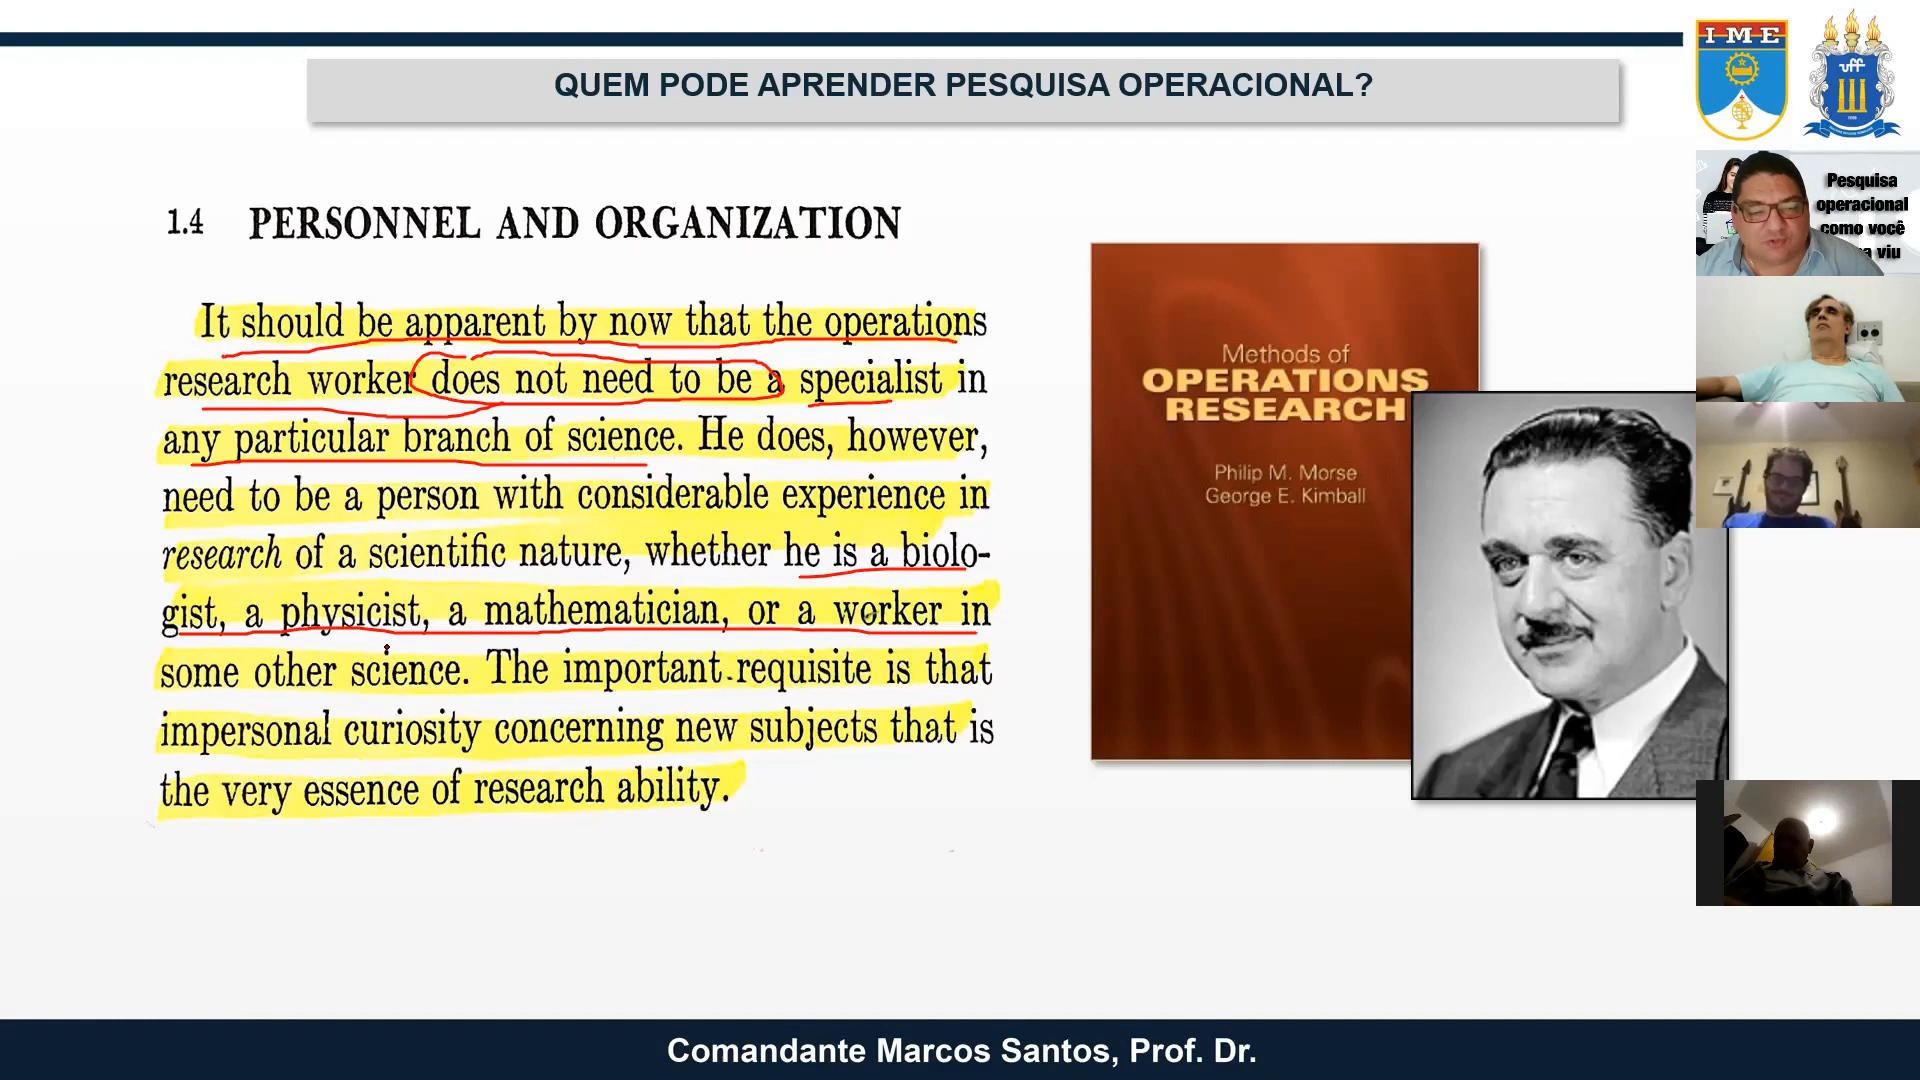 QUEM PODE APRENDER PESQUISA OPERACIONAL?
IME
uff
Pesquisa
operacional
como você
viu
1.4 PERSONNEL AND ORGANIZATION
It should be apparent by now that the operations
research worker does not need to be a specialist in
any particular branch of science. He does, however,
need to be a person with considerable experience in
research of a scientific nature, whether he is a biolo-
gist, a physicist, a mathematician, or a worker in
some other science. The important requisite is that
impersonal curiosity concerning new subjects that is
the very essence of research ability.
Methods of
OPERATIONS
RESEARCH
Philip M. Morse
George E. Kimball
Comandante Marcos Santos, Prof. Dr.